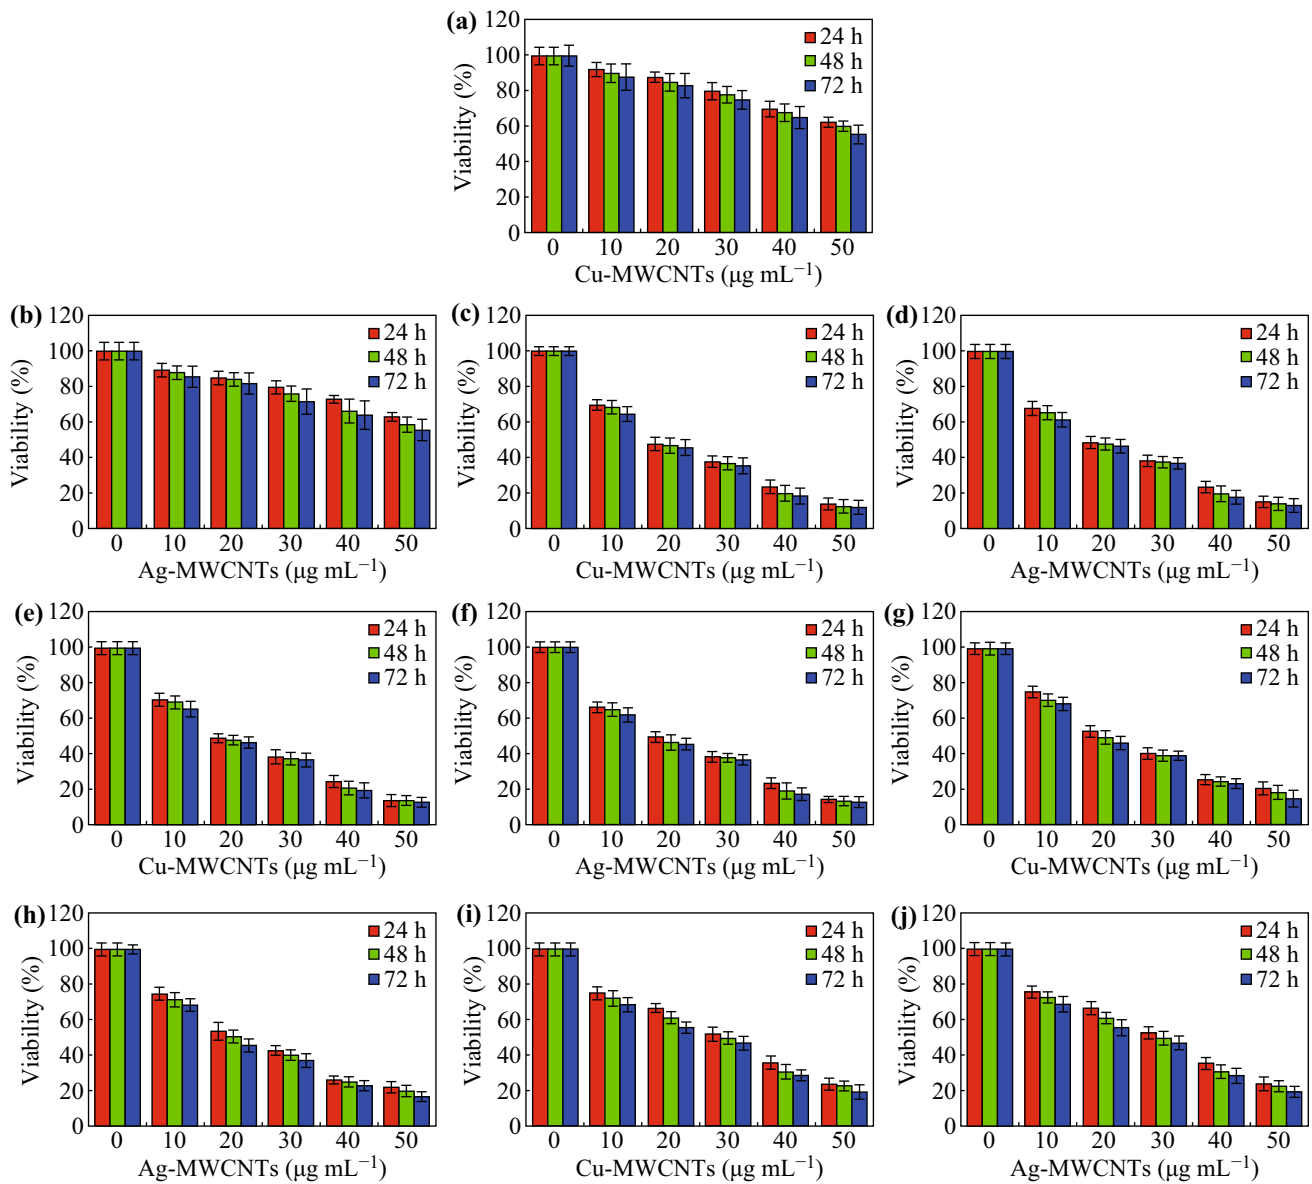 (a)
120
100
80
60
40
20
0
Viability (%)
24 h
48 h
72 h
0 10 20 30 40 50
Cu-MWCNTs (μg mL−1)
(b)
120
100
80
60
40
20
0
Viability (%)
24 h
48 h
72 h
0 10 20 30 40 50
Ag-MWCNTs (μg mL−1)
(c)
120
100
80
60
40
20
0
Viability (%)
24 h
48 h
72 h
0 10 20 30 40 50
Cu-MWCNTs (μg mL−1)
(d)
120
100
80
60
40
20
0
Viability (%)
24 h
48 h
72 h
0 10 20 30 40 50
Ag-MWCNTs (μg mL−1)
(e)
120
100
80
60
40
20
0
Viability (%)
24 h
48 h
72 h
0 10 20 30 40 50
Cu-MWCNTs (μg mL−1)
(f)
120
100
80
60
40
20
0
Viability (%)
24 h
48 h
72 h
0 10 20 30 40 50
Ag-MWCNTs (μg mL−1)
(g)
120
100
80
60
40
20
0
Viability (%)
24 h
48 h
72 h
0 10 20 30 40 50
Cu-MWCNTs (μg mL−1)
(h)
120
100
80
60
40
20
0
Viability (%)
24 h
48 h
72 h
0 10 20 30 40 50
Ag-MWCNTs (μg mL−1)
(i)
120
100
80
60
40
20
0
Viability (%)
24 h
48 h
72 h
0 10 20 30 40 50
Cu-MWCNTs (μg mL−1)
(j)
120
100
80
60
40
20
0
Viability (%)
24 h
48 h
72 h
0 10 20 30 40 50
Ag-MWCNTs (μg mL−1)